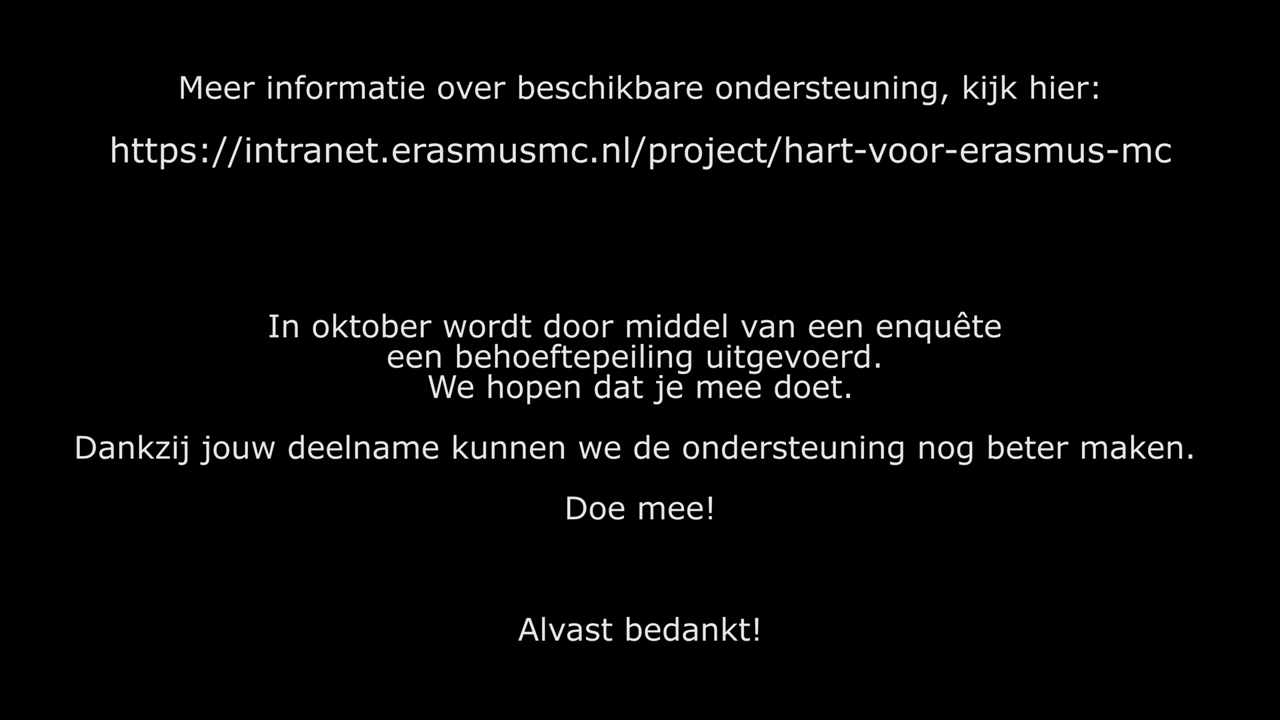 Meer informatie over beschikbare ondersteuning, kijk hier:
https://intranet.erasmusmc.nl/project/hart-voor-erasmus-mc
In oktober wordt door middel van een enquête
een behoeftepeiling uitgevoerd.
We hopen dat je mee doet.
Dankzij jouw deelname kunnen we de ondersteuning nog beter maken.
Doe mee!
Alvast bedankt!